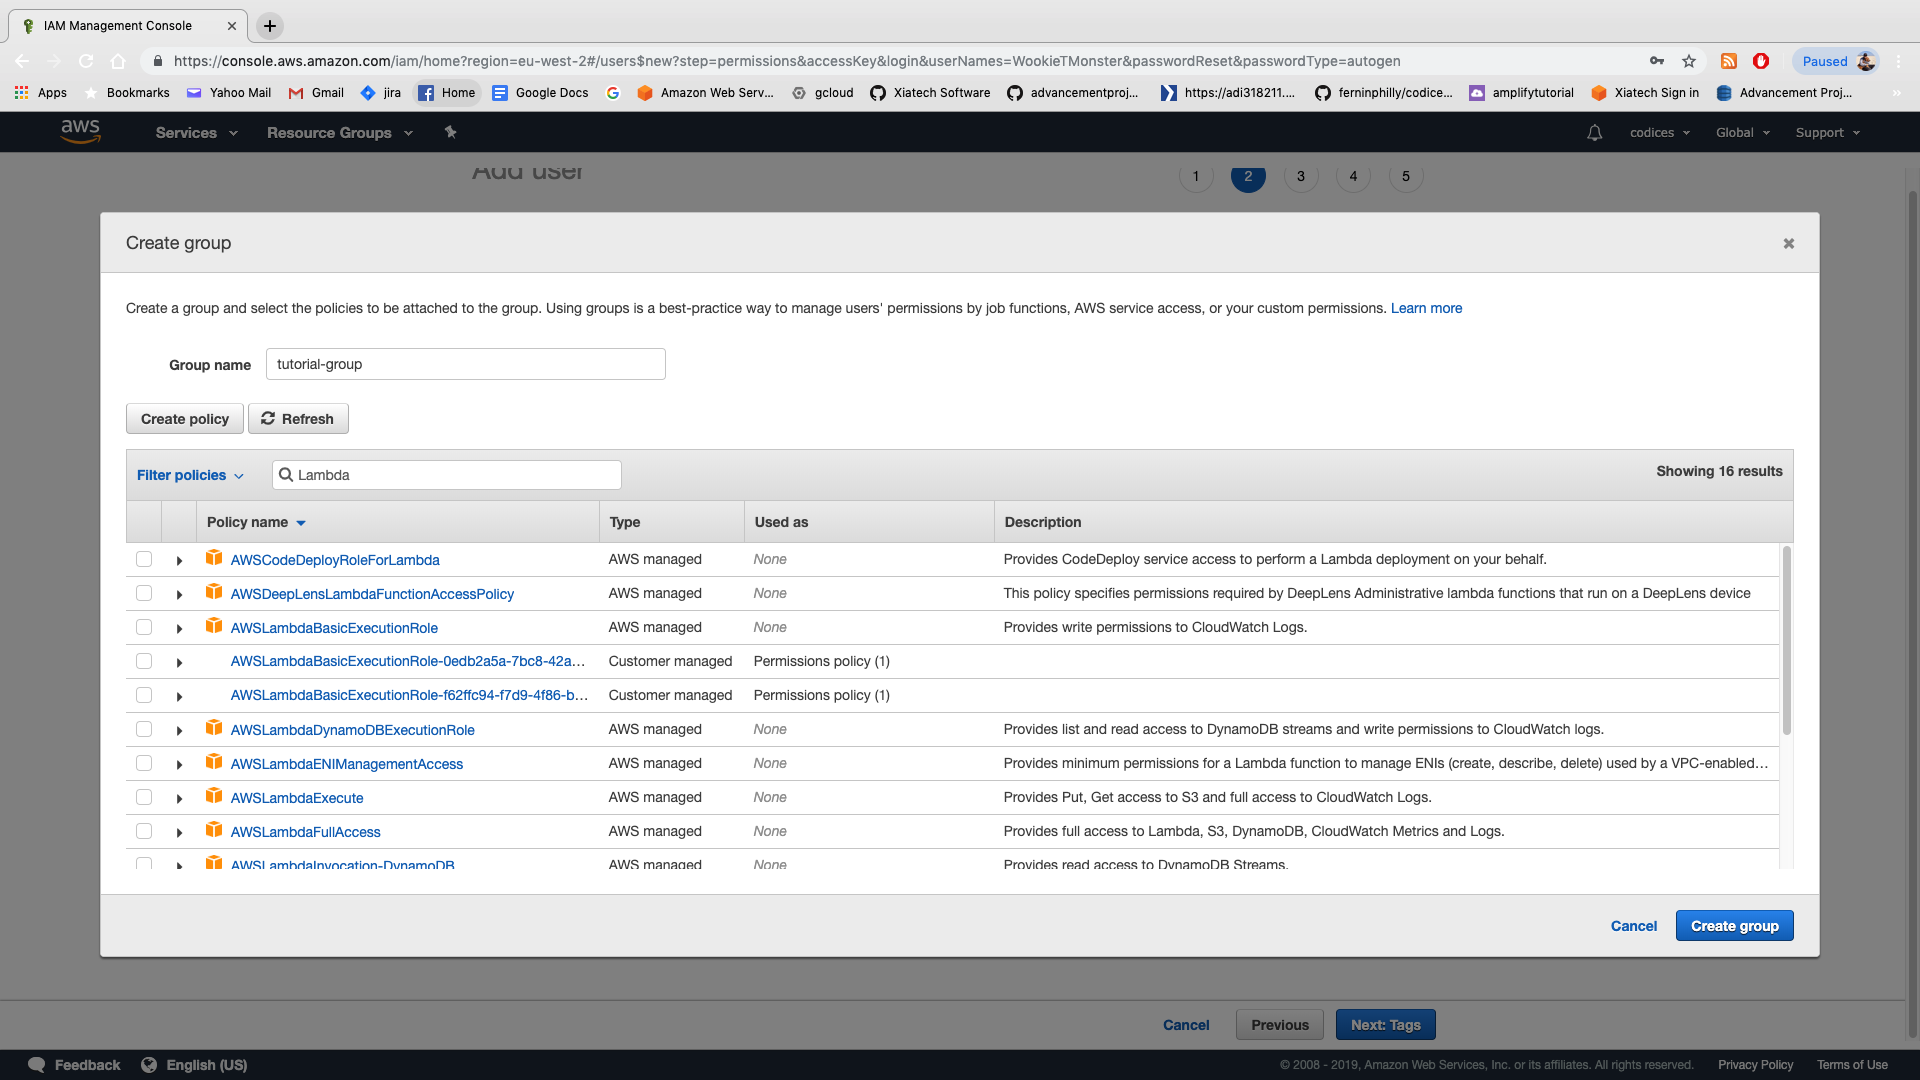 IAM Management Console
https://console.aws.amazon.com/iam/home?region=eu-west-2#/users$new?step=permissions&accessKey&login&userNames=WookieTMonster&passwordReset&passwordType=autogen
Paused
Apps Bookmarks Yahoo Mail Gmail jira Home Google Docs Amazon Web Serv... gcloud Xiatech Software advancementproj... https://adi318211.... ferninphilly/codice... amplifytutorial Xiatech Sign in Advancement Proj...
aws Services Resource Groups codices Global Support
Add user 1 2 3 4 5
Create group
Create a group and select the policies to be attached to the group. Using groups is a best-practice way to manage users' permissions by job functions, AWS service access, or your custom permissions. Learn more
Group name tutorial-group
Create policy Refresh
Filter policies Lambda Showing 16 results
Policy name Type Used as Description
AWSCodeDeployRoleForLambda AWS managed None Provides CodeDeploy service access to perform a Lambda deployment on your behalf.
AWSDeepLensLambdaFunctionAccessPolicy AWS managed None This policy specifies permissions required by DeepLens Administrative lambda functions that run on a DeepLens device
AWSLambdaBasicExecutionRole AWS managed None Provides write permissions to CloudWatch Logs.
AWSLambdaBasicExecutionRole-0edb2a5a-7bc8-42a... Customer managed Permissions policy (1)
AWSLambdaBasicExecutionRole-f62ffc94-f7d9-4f86-b... Customer managed Permissions policy (1)
AWSLambdaDynamoDBExecutionRole AWS managed None Provides list and read access to DynamoDB streams and write permissions to CloudWatch logs.
AWSLambdaENIManagementAccess AWS managed None Provides minimum permissions for a Lambda function to manage ENIs (create, describe, delete) used by a VPC-enabled...
AWSLambdaExecute AWS managed None Provides Put, Get access to S3 and full access to CloudWatch Logs.
AWSLambdaFullAccess AWS managed None Provides full access to Lambda, S3, DynamoDB, CloudWatch Metrics and Logs.
AWSLambdaInvocation-DynamoDB AWS managed None Provides read access to DynamoDB Streams.
Cancel Create group
Cancel Previous Next: Tags
Feedback English (US) © 2008 - 2019, Amazon Web Services, Inc. or its affiliates. All rights reserved. Privacy Policy Terms of Use